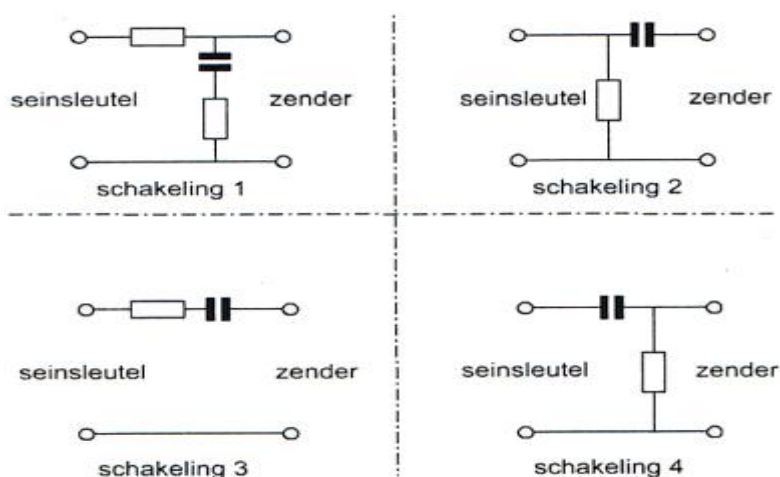 seinsleutel zender
schakeling 1
seinsleutel zender
schakeling 2
seinsleutel zender
schakeling 3
seinsleutel zender
schakeling 4